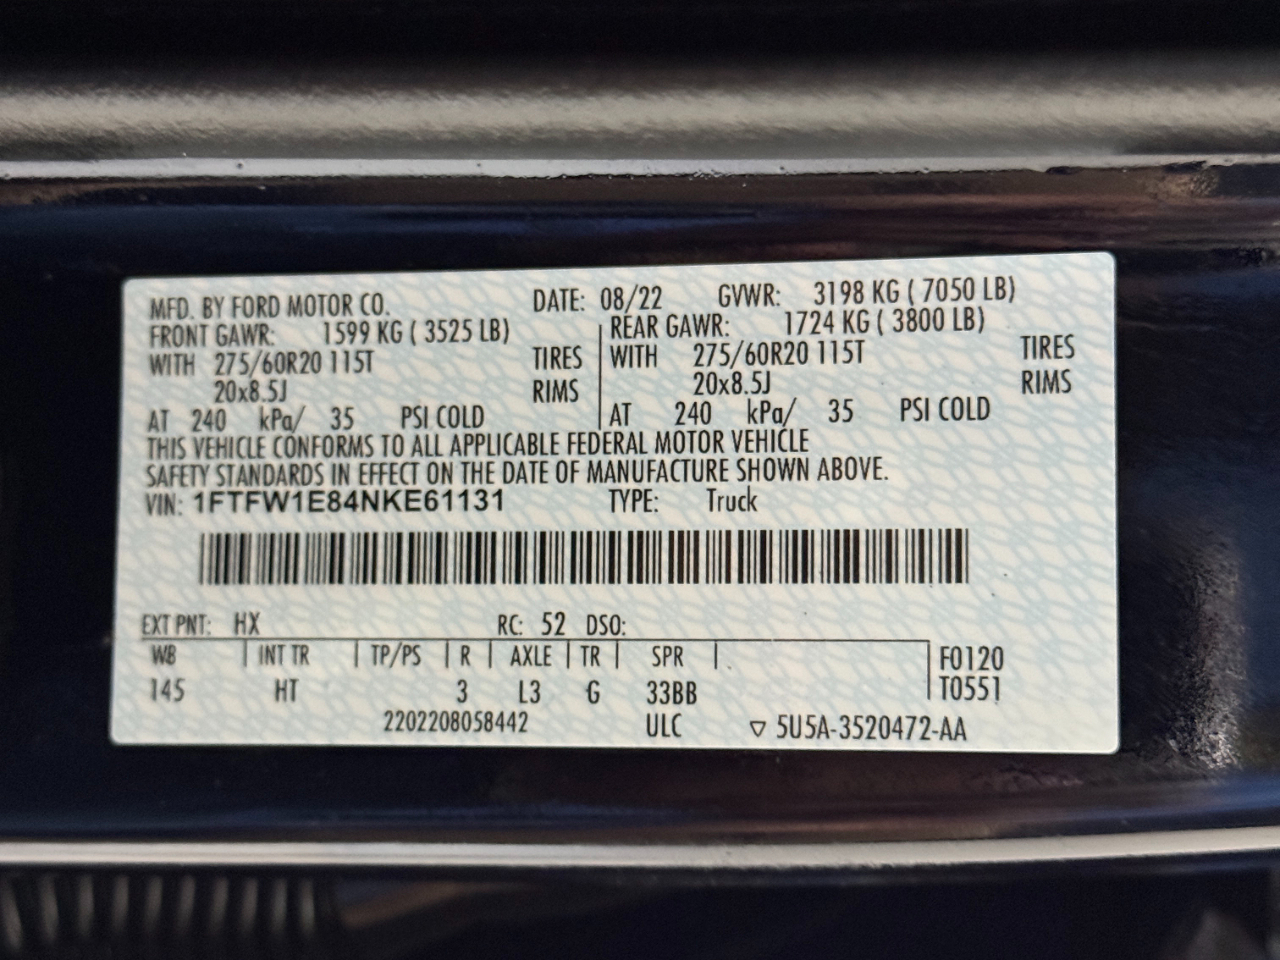 MFD. BY FORD MOTOR CO. DATE: 08/22 GVWR: 3198 KG ( 7050 LB)
FRONT GAWR: 1599 KG ( 3525 LB) REAR GAWR: 1724 KG ( 3800 LB)
WITH 275/60R20 115T TIRES WITH 275/60R20 115T TIRES
20x8.5J RIMS 20x8.5J RIMS
AT 240 kPa/ 35 PSI COLD AT 240 kPa/ 35 PSI COLD
THIS VEHICLE CONFORMS TO ALL APPLICABLE FEDERAL MOTOR VEHICLE
SAFETY STANDARDS IN EFFECT ON THE DATE OF MANUFACTURE SHOWN ABOVE.
VIN: 1FTFW1E84NKE61131 TYPE: Truck
EXT PNT: HX RC: 52 DSO:
WB INT TR TP/PS R AXLE TR SPR F0120
145 HT 3 L3 G 33BB T0551
2202208058442 ULC ▽ 5U5A-3520472-AA